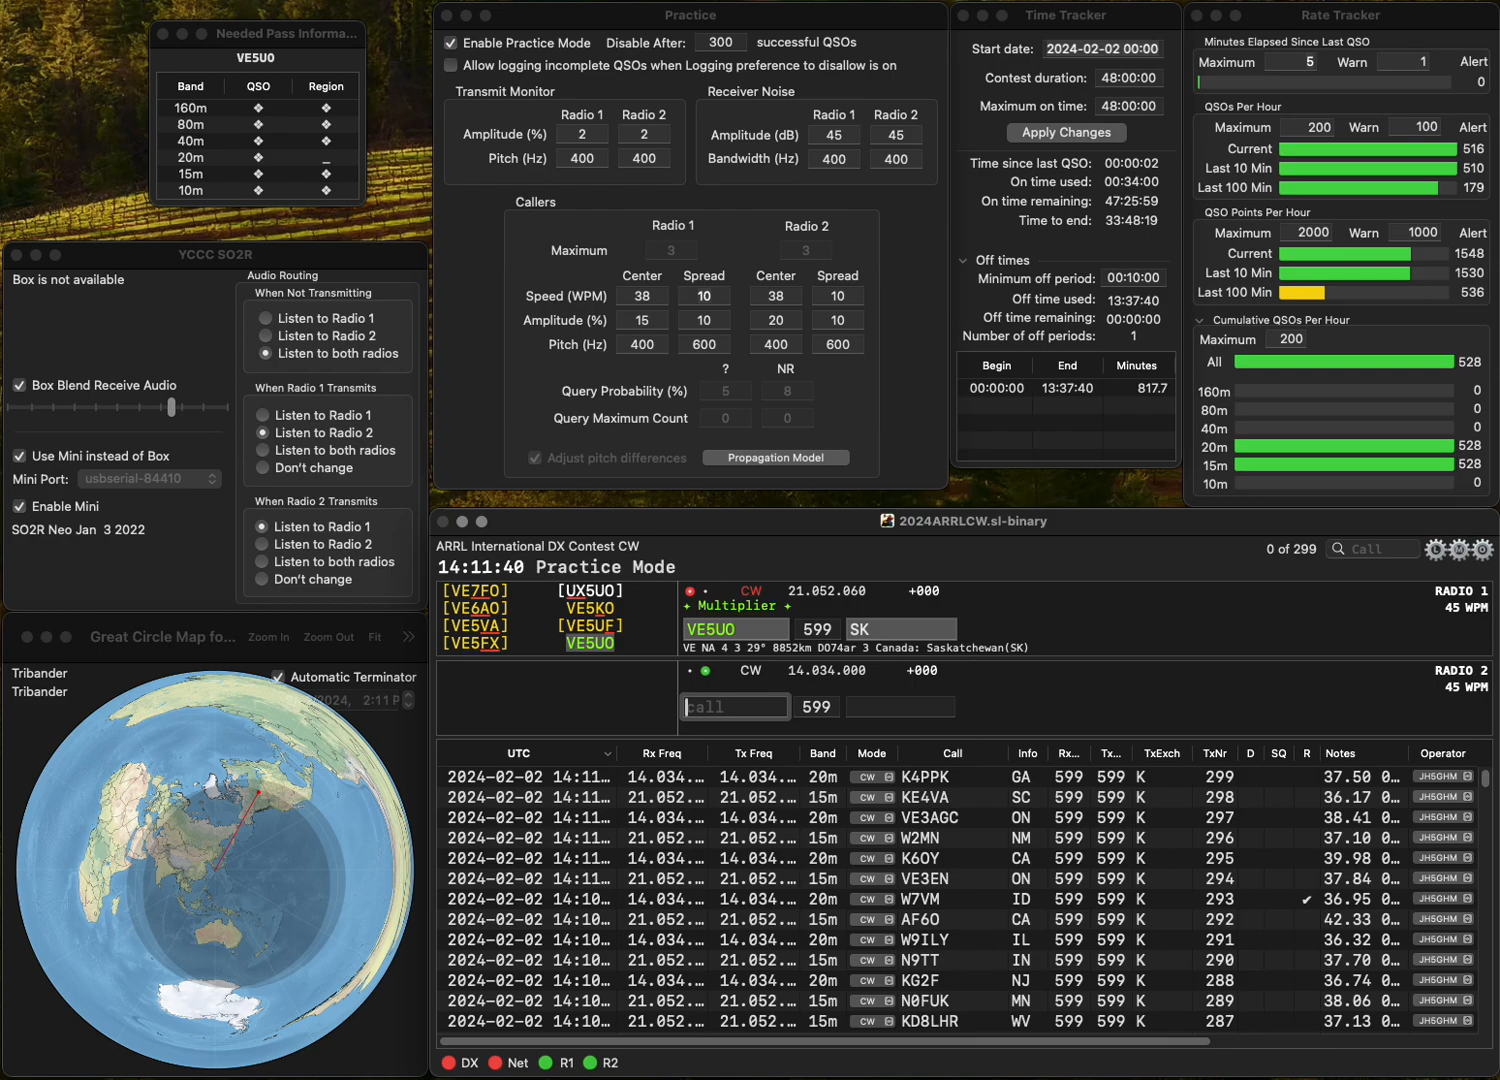 Needed Pass Informa...
VE5UO
Band QSO Region
160m ❖ ❖
80m ❖ ❖
40m ❖ ❖
20m ❖ _
15m ❖ ❖
10m ❖ ❖
YCCC SO2R
Box is not available
Box Blend Receive Audio
Use Mini instead of Box
Mini Port: usbserial-84410
Enable Mini
SO2R Neo Jan 3 2022
Audio Routing
When Not Transmitting
Listen to Radio 1
Listen to Radio 2
Listen to both radios
When Radio 1 Transmits
Listen to Radio 1
Listen to Radio 2
Listen to both radios
Don't change
When Radio 2 Transmits
Listen to Radio 1
Listen to Radio 2
Listen to both radios
Don't change
Great Circle Map fo... Zoom In Zoom Out Fit »
Tribander
Tribander
Automatic Terminator
2024, 2:11 P
Practice
Enable Practice Mode Disable After: 300 successful QSOs
Allow logging incomplete QSOs when Logging preference to disallow is on
Transmit Monitor
Radio 1 Radio 2
Amplitude (%) 2 2
Pitch (Hz) 400 400
Receiver Noise
Radio 1 Radio 2
Amplitude (dB) 45 45
Bandwidth (Hz) 400 400
Callers
Radio 1 Radio 2
Maximum 3 3
Center Spread Center Spread
Speed (WPM) 38 10 38 10
Amplitude (%) 15 10 20 10
Pitch (Hz) 400 600 400 600
? NR
Query Probability (%) 5 8
Query Maximum Count 0 0
Adjust pitch differences Propagation Model
Time Tracker
Start date: 2024-02-02 00:00
Contest duration: 48:00:00
Maximum on time: 48:00:00
Apply Changes
Time since last QSO: 00:00:02
On time used: 00:34:00
On time remaining: 47:25:59
Time to end: 33:48:19
Off times
Minimum off period: 00:10:00
Off time used: 13:37:40
Off time remaining: 00:00:00
Number of off periods: 1
Begin End Minutes
00:00:00 13:37:40 817.7
Rate Tracker
Minutes Elapsed Since Last QSO
Maximum 5 Warn 1 Alert
0
QSOs Per Hour
Maximum 200 Warn 100 Alert
Current 516
Last 10 Min 510
Last 100 Min 179
QSO Points Per Hour
Maximum 2000 Warn 1000 Alert
Current 1548
Last 10 Min 1530
Last 100 Min 536
Cumulative QSOs Per Hour
Maximum 200
All 528
160m 0
80m 0
40m 0
20m 528
15m 528
10m 0
2024ARRLCW.sl-binary
ARRL International DX Contest CW
0 of 299 Call
L M O
14:11:40 Practice Mode
[VE7FO] [UX5UO]
[VE6AO] VE5KO
[VE5VA] [VE5UF]
[VE5FX] VE5UO
CW 21.052.060 +000 RADIO 1
+ Multiplier + 45 WPM
VE5UO 599 SK
VE NA 4 3 29° 8852km DO74ar 3 Canada: Saskatchewan(SK)
CW 14.034.000 +000 RADIO 2
45 WPM
call 599
UTC Rx Freq Tx Freq Band Mode Call Info Rx... Tx... TxExch TxNr D SQ R Notes Operator
2024-02-02 14:11... 14.034.... 14.034.... 20m CW K4PPK GA 599 599 K 299 37.50 0... JH5GHM
2024-02-02 14:11... 21.052.... 21.052.... 15m CW KE4VA SC 599 599 K 298 36.17 0... JH5GHM
2024-02-02 14:11... 14.034.... 14.034.... 20m CW VE3AGC ON 599 599 K 297 38.41 0... JH5GHM
2024-02-02 14:11... 21.052.... 21.052.... 15m CW W2MN NM 599 599 K 296 37.10 0... JH5GHM
2024-02-02 14:11... 14.034.... 14.034.... 20m CW K6OY CA 599 599 K 295 39.98 0... JH5GHM
2024-02-02 14:11... 21.052.... 21.052.... 15m CW VE3EN ON 599 599 K 294 37.84 0... JH5GHM
2024-02-02 14:11... 14.034.... 14.034.... 20m CW W7VM ID 599 599 K 293 ✔ 36.95 0... JH5GHM
2024-02-02 14:11... 21.052.... 21.052.... 15m CW AF6O CA 599 599 K 292 42.33 0... JH5GHM
2024-02-02 14:10... 14.034.... 14.034.... 20m CW W9ILY IL 599 599 K 291 36.32 0... JH5GHM
2024-02-02 14:10... 21.052.... 21.052.... 15m CW N9TT IN 599 599 K 290 37.70 0... JH5GHM
2024-02-02 14:10... 14.034.... 14.034.... 20m CW KG2F NJ 599 599 K 288 36.74 0... JH5GHM
2024-02-02 14:10... 21.052.... 21.052.... 15m CW N0FUK MN 599 599 K 289 38.06 0... JH5GHM
2024-02-02 14:10... 21.052.... 21.052.... 15m CW KD8LHR WV 599 599 K 287 37.13 0... JH5GHM
DX Net R1 R2